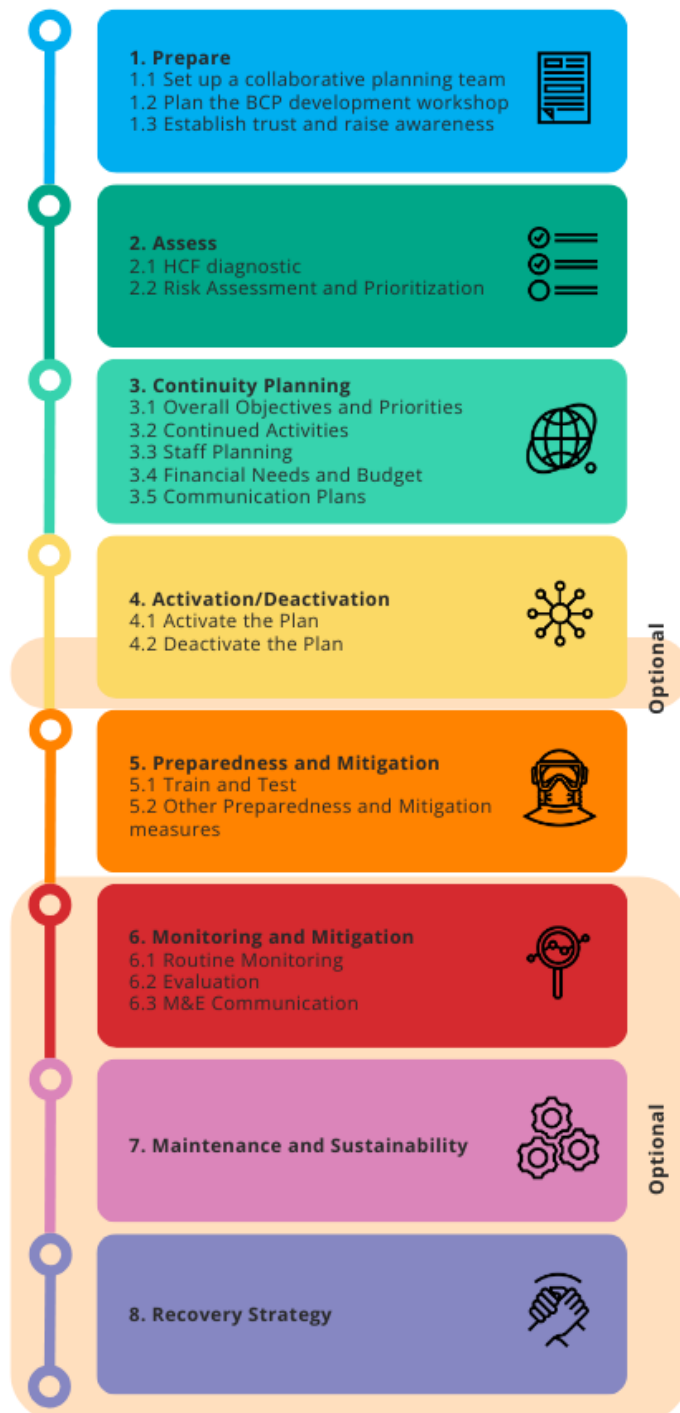 1. Prepare
1.1 Set up a collaborative planning team
1.2 Plan the BCP development workshop
1.3 Establish trust and raise awareness
2. Assess
2.1 HCF diagnostic
2.2 Risk Assessment and Prioritization
3. Continuity Planning
3.1 Overall Objectives and Priorities
3.2 Continued Activities
3.3 Staff Planning
3.4 Financial Needs and Budget
3.5 Communication Plans
4. Activation/Deactivation
4.1 Activate the Plan
4.2 Deactivate the Plan
Optional
5. Preparedness and Mitigation
5.1 Train and Test
5.2 Other Preparedness and Mitigation
measures
6. Monitoring and Mitigation
6.1 Routine Monitoring
6.2 Evaluation
6.3 M&E Communication
7. Maintenance and Sustainability
Optional
8. Recovery Strategy